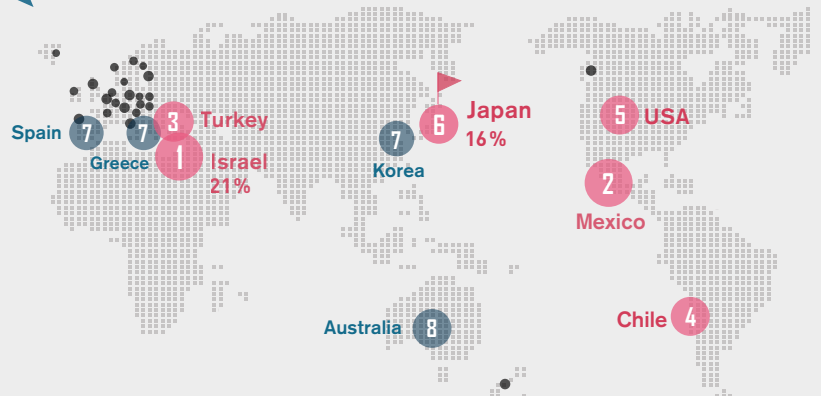 Spain
7
Greece
7
3
Turkey
1
Israel
21%
7
Korea
6
Japan
16%
5
USA
2
Mexico
Australia
8
Chile
4